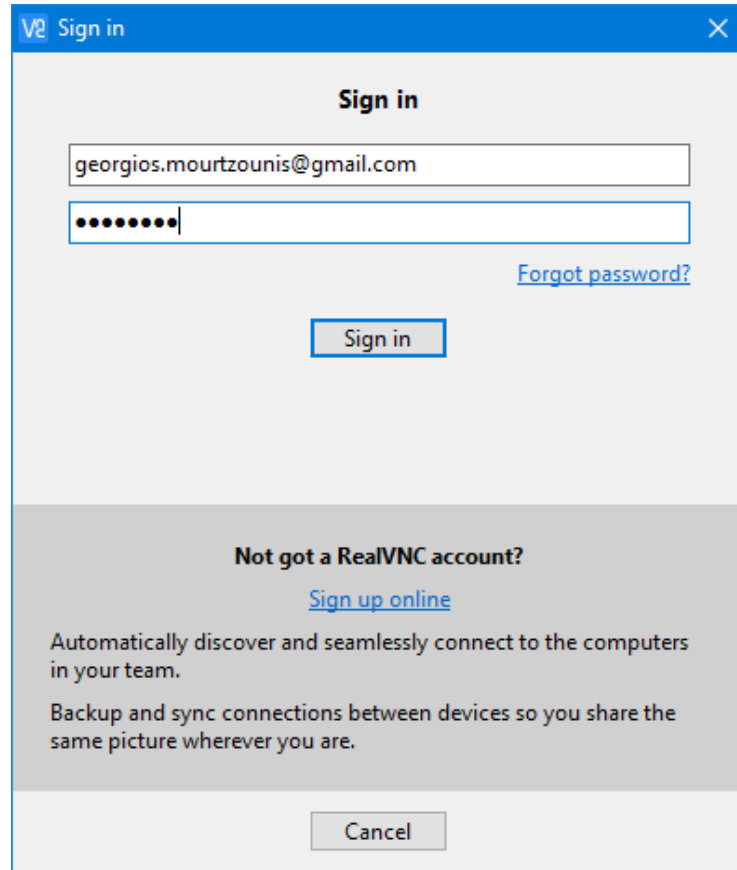 V2 Sign in
Sign in
georgios.mourtzounis@gmail.com
••••••••
Forgot password?
Sign in
Not got a RealVNC account?
Sign up online
Automatically discover and seamlessly connect to the computers
in your team.
Backup and sync connections between devices so you share the
same picture wherever you are.
Cancel